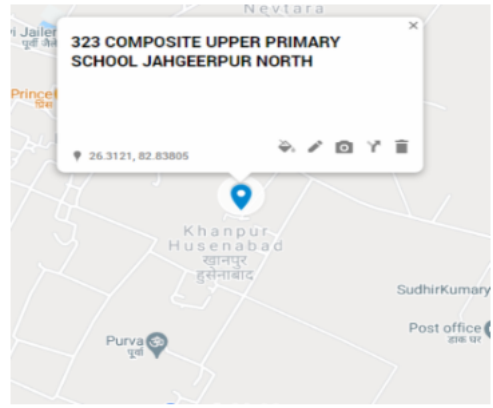 Nevtara
i Jailer
पूर्वी जैले
323 COMPOSITE UPPER PRIMARY
SCHOOL JAHGEERPUR NORTH
Prince
प्रिंस
26.3121, 82.83805
Khanpur
Husenabad
खानपुर
हुसेनाबाद
SudhirKumary
Post office
डाक घर
Purva
पूर्वा